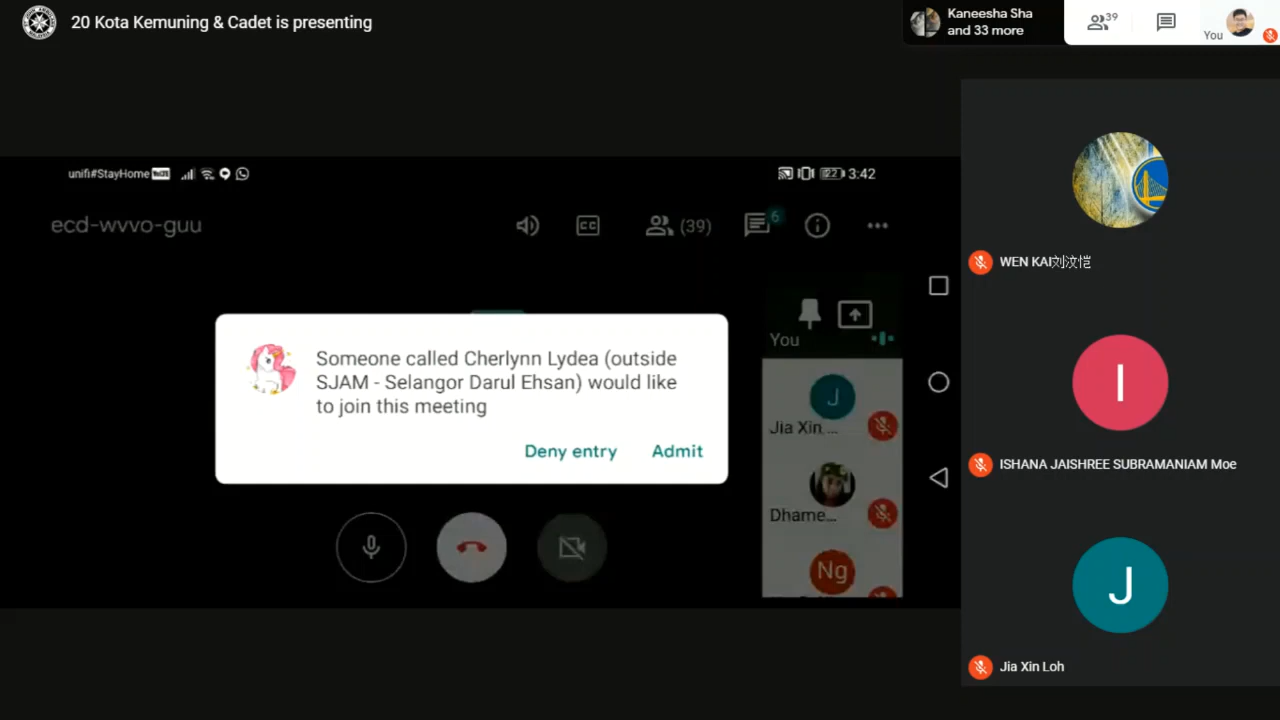 20 Kota Kemuning & Cadet is presenting
Kaneesha Sha
and 33 more
39
You
unifi#StayHome
22
3:42
ecd-wvvo-guu
CC
(39)
6
You
Someone called Cherlynn Lydea (outside
SJAM - Selangor Darul Ehsan) would like
to join this meeting
Deny entry
Admit
J
Jia Xin ...
Dhame...
Ng
WEN KAI刘汶恺
I
ISHANA JAISHREE SUBRAMANIAM Moe
J
Jia Xin Loh